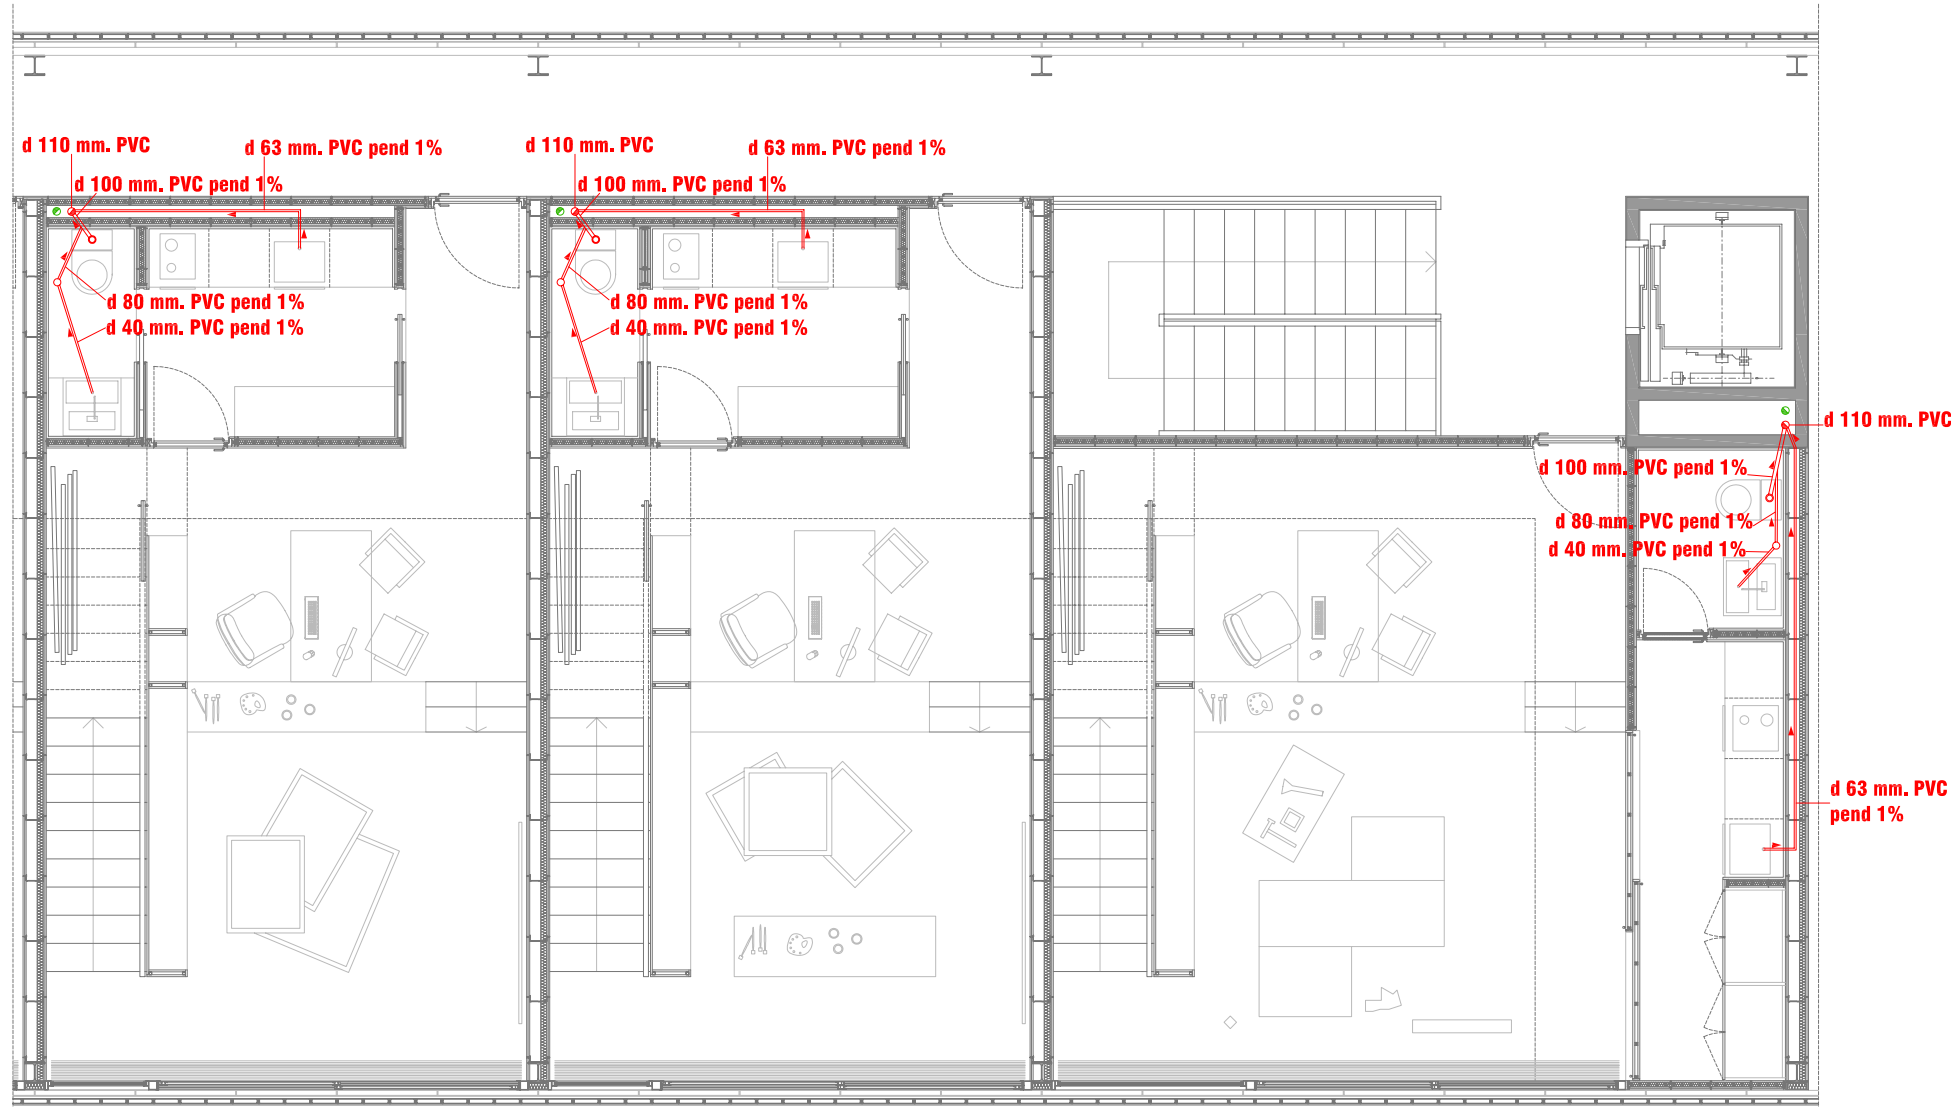 d 110 mm. PVC
d 63 mm. PVC pend 1%
d 100 mm. PVC pend 1%
d 80 mm. PVC pend 1%
d 40 mm. PVC pend 1%
d 110 mm. PVC
d 63 mm. PVC pend 1%
d 100 mm. PVC pend 1%
d 80 mm. PVC pend 1%
d 40 mm. PVC pend 1%
d 110 mm. PVC
d 100 mm. PVC pend 1%
d 80 mm. PVC pend 1%
d 40 mm. PVC pend 1%
d 63 mm. PVC
pend 1%
TOY